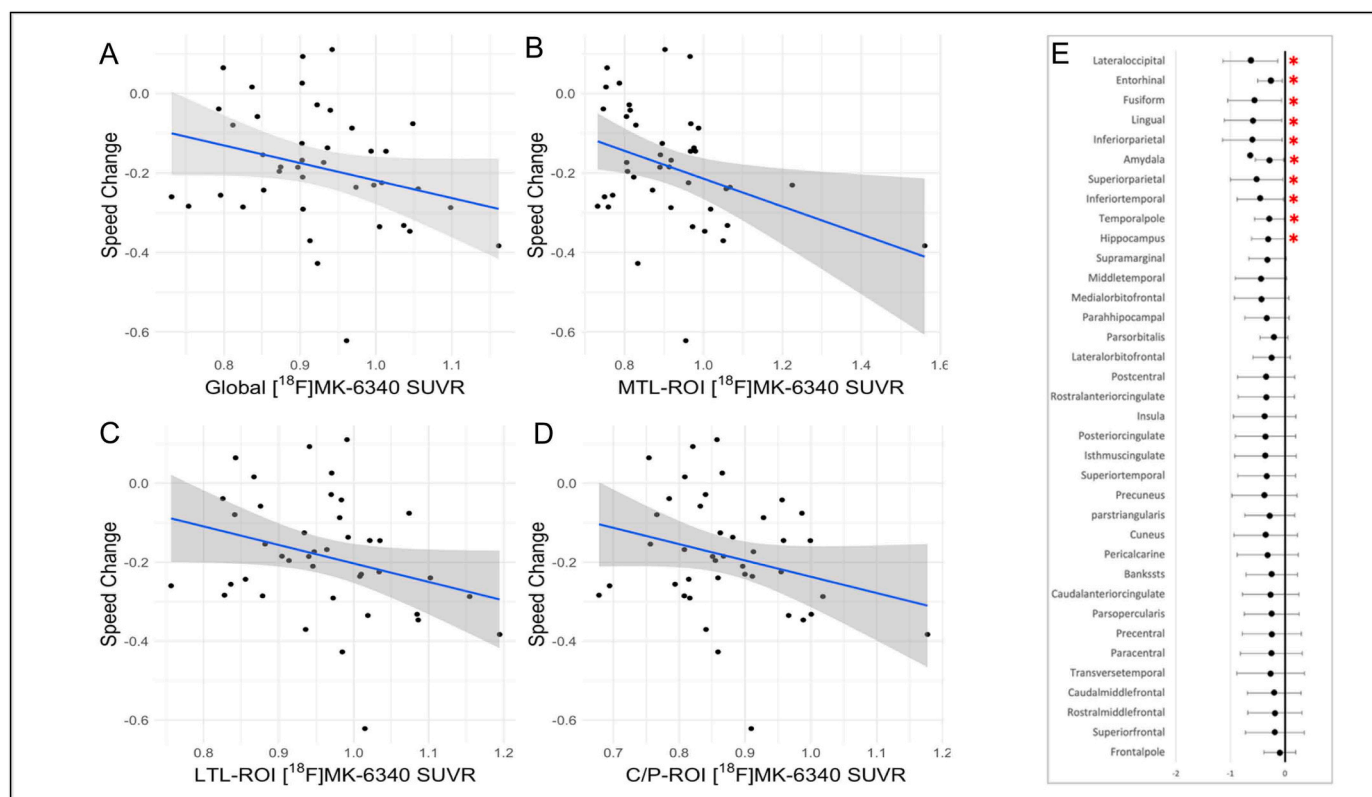 A
Speed Change
0.0
-0.2
-0.4
-0.6
0.8 0.9 1.0 1.1
Global [¹⁸F]MK-6340 SUVR
B
Speed Change
0.0
-0.2
-0.4
-0.6
0.8 1.0 1.2 1.4 1.6
MTL-ROI [¹⁸F]MK-6340 SUVR
C
Speed Change
0.0
-0.2
-0.4
-0.6
0.8 0.9 1.0 1.1 1.2
LTL-ROI [¹⁸F]MK-6340 SUVR
D
Speed Change
0.0
-0.2
-0.4
-0.6
0.7 0.8 0.9 1.0 1.1 1.2
C/P-ROI [¹⁸F]MK-6340 SUVR
E
Lateraloccipital *
Entorhinal *
Fusiform *
Lingual *
Inferiorparietal *
Amydala *
Superiorparietal *
Inferiortemporal *
Temporalpole *
Hippocampus *
Supramarginal
Middletemporal
Medialorbitofrontal
Parahhipocampal
Parsorbitalis
Lateralorbitofrontal
Postcentral
Rostralanteriorcingulate
Insula
Posteriorcingulate
Isthmuscingulate
Superiortemporal
Precuneus
parstriangularis
Cuneus
Pericalcarine
Bankssts
Caudalanteriorcingulate
Parsopercularis
Precentral
Paracentral
Transversetemporal
Caudalmiddlefrontal
Rostralmiddlefrontal
Superiorfrontal
Frontalpole
-2 -1 0